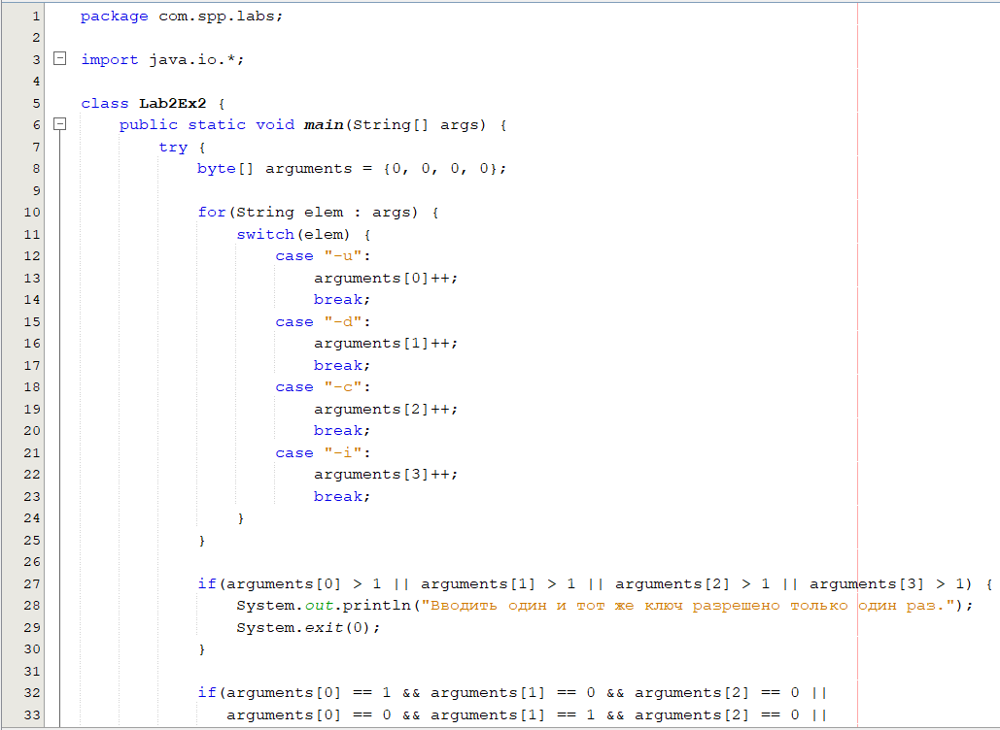 1 package com.spp.labs;
2
3 import java.io.*;
4
5 class Lab2Ex2 {
6     public static void main(String[] args) {
7         try {
8             byte[] arguments = {0, 0, 0, 0};
9
10             for(String elem : args) {
11                 switch(elem) {
12                     case "-u":
13                         arguments[0]++;
14                         break;
15                     case "-d":
16                         arguments[1]++;
17                         break;
18                     case "-c":
19                         arguments[2]++;
20                         break;
21                     case "-i":
22                         arguments[3]++;
23                         break;
24                 }
25             }
26
27             if(arguments[0] > 1 || arguments[1] > 1 || arguments[2] > 1 || arguments[3] > 1) {
28                 System.out.println("Вводить один и тот же ключ разрешено только один раз.");
29                 System.exit(0);
30             }
31
32             if(arguments[0] == 1 && arguments[1] == 0 && arguments[2] == 0 ||
33                arguments[0] == 0 && arguments[1] == 1 && arguments[2] == 0 ||